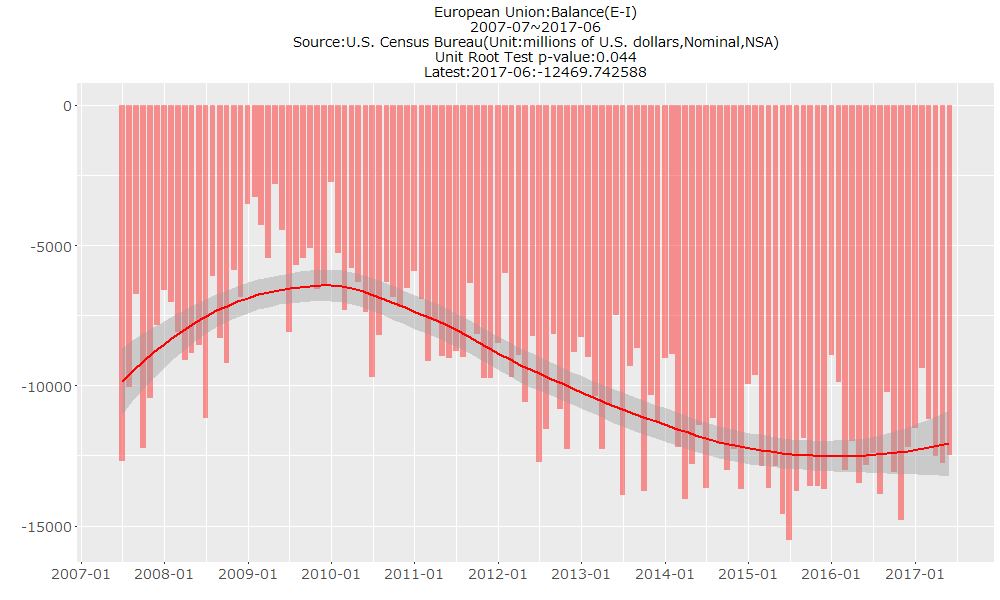 European Union:Balance(E-I)
2007-07~2017-06
Source:U.S. Census Bureau(Unit:millions of U.S. dollars,Nominal,NSA)
Unit Root Test p-value:0.044
Latest:2017-06:-12469.742588
0
-5000
-10000
-15000
2007-01 2008-01 2009-01 2010-01 2011-01 2012-01 2013-01 2014-01 2015-01 2016-01 2017-01